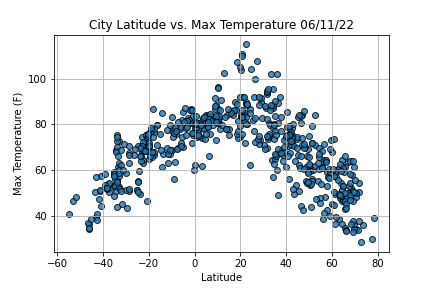 City Latitude vs. Max Temperature 06/11/22
Max Temperature (F)
100
80
60
40
−60 −40 −20 0 20 40 60 80
Latitude